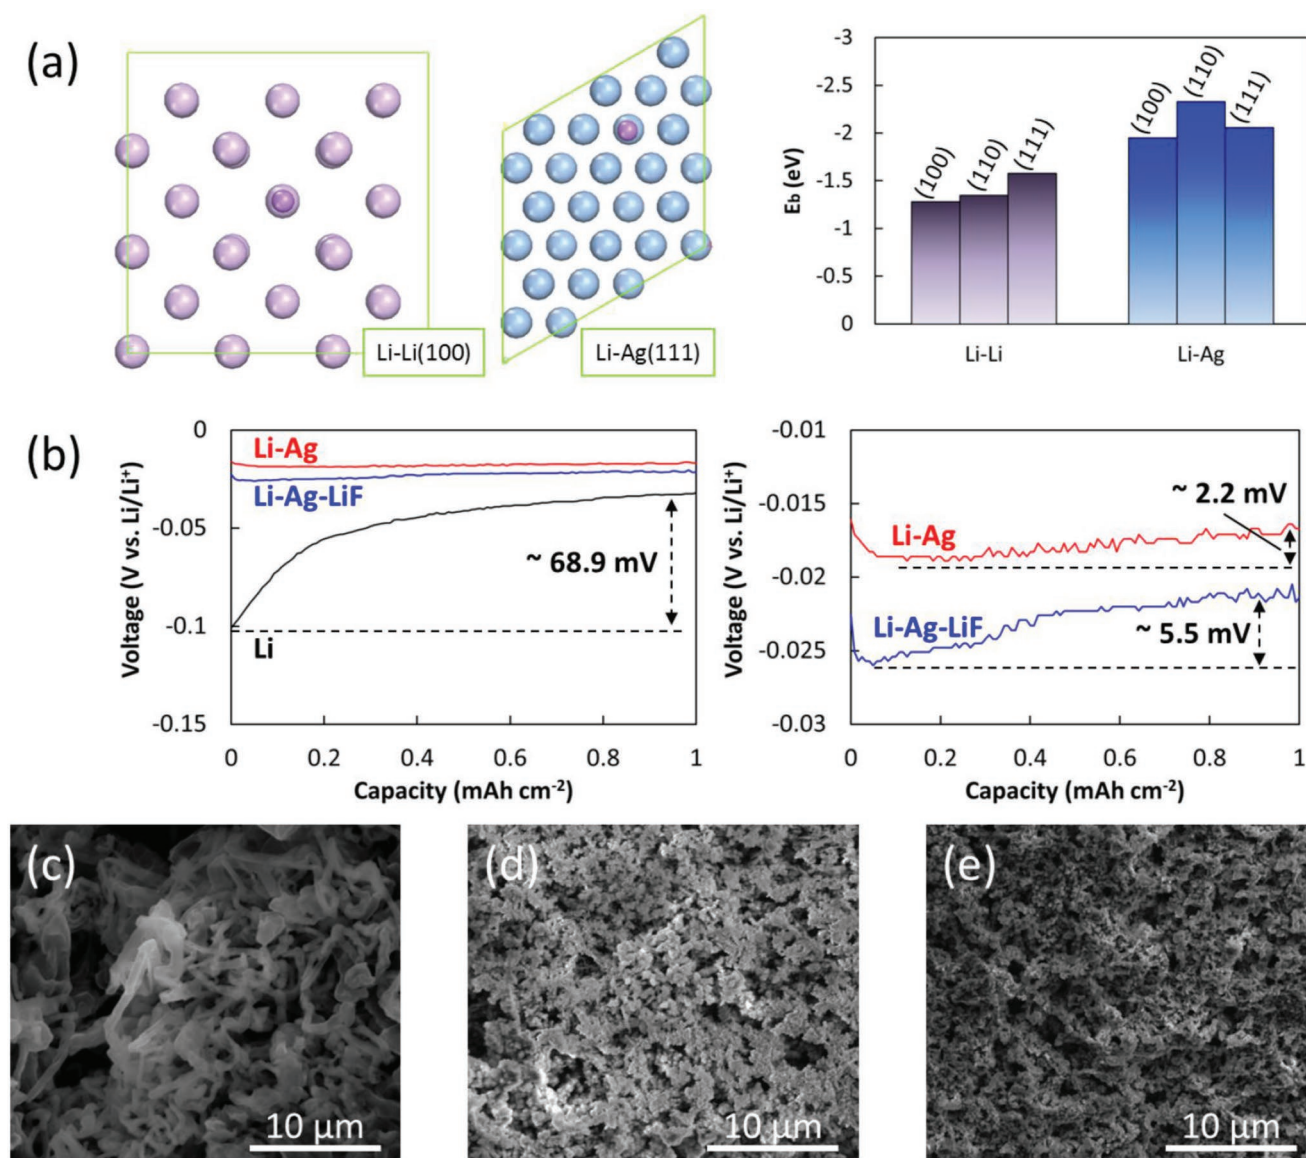 (a)
Li-Li(100)
Li-Ag(111)
-3
-2.5
-2
-1.5
-1
-0.5
0
Eb (eV)
(100)
(110)
(111)
(100)
(110)
(111)
Li-Li
Li-Ag
(b)
0
-0.05
-0.1
-0.15
Voltage (V vs. Li/Li⁺)
Li-Ag
Li-Ag-LiF
Li
~ 68.9 mV
0 0.2 0.4 0.6 0.8 1
Capacity (mAh cm⁻²)
-0.01
-0.015
-0.02
-0.025
-0.03
Voltage (V vs. Li/Li⁺)
Li-Ag
~ 2.2 mV
Li-Ag-LiF
~ 5.5 mV
0 0.2 0.4 0.6 0.8 1
Capacity (mAh cm⁻²)
(c)
10 µm
(d)
10 µm
(e)
10 µm